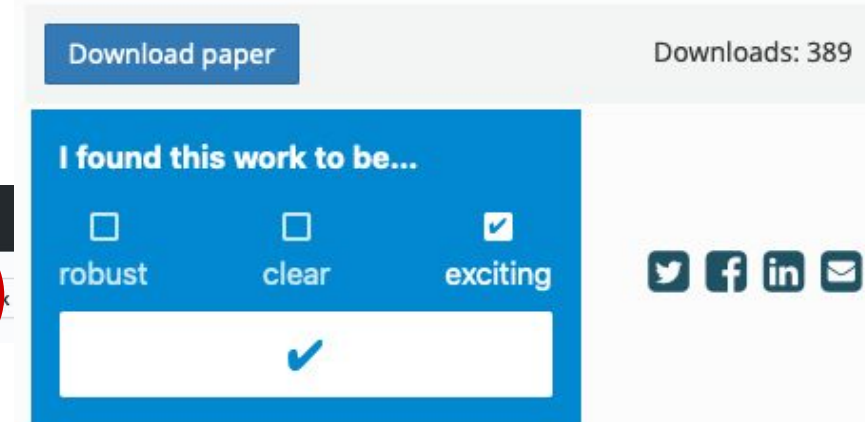 Download paper
Downloads: 389
I found this work to be...
robust
clear
exciting